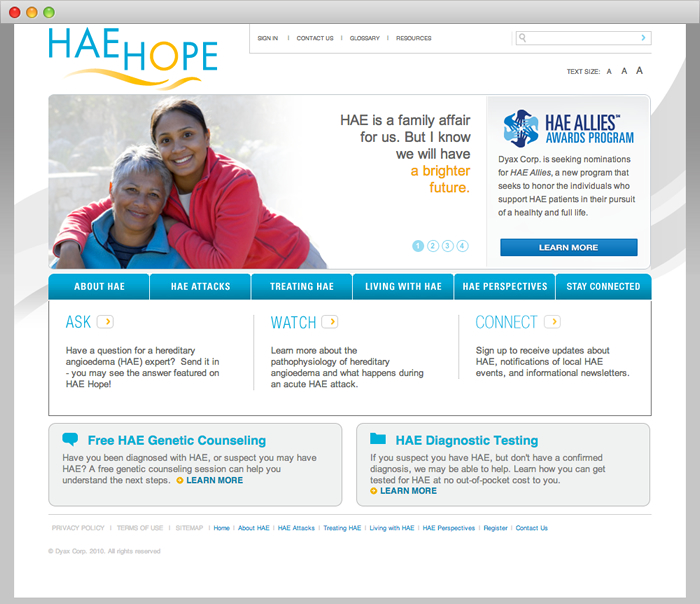 HAE HOPE
SIGN IN | CONTACT US | GLOSSARY | RESOURCES
TEXT SIZE: A A A
HAE is a family affair
for us. But I know
we will have
a brighter
future.
1 2 3 4
HAE ALLIES™
AWARDS PROGRAM
Dyax Corp. is seeking nominations
for HAE Allies, a new program that
seeks to honor the individuals who
support HAE patients in their pursuit
of a healhty and full life.
LEARN MORE
ABOUT HAE
HAE ATTACKS
TREATING HAE
LIVING WITH HAE
HAE PERSPECTIVES
STAY CONNECTED
ASK
Have a question for a hereditary
angioedema (HAE) expert? Send it in
- you may see the answer featured on
HAE Hope!
WATCH
Learn more about the
pathophysiology of hereditary
angioedema and what happens during
an acute HAE attack.
CONNECT
Sign up to receive updates about
HAE, notifications of local HAE
events, and informational newsletters.
Free HAE Genetic Counseling
Have you been diagnosed with HAE, or suspect you may have
HAE? A free genetic counseling session can help you
understand the next steps. LEARN MORE
HAE Diagnostic Testing
If you suspect you have HAE, but don't have a confirmed
diagnosis, we may be able to help. Learn how you can get
tested for HAE at no out-of-pocket cost to you.
LEARN MORE
PRIVACY POLICY | TERMS OF USE | SITEMAP | Home | About HAE | HAE Attacks | Treating HAE | Living with HAE | HAE Perspectives | Register | Contact Us
© Dyax Corp. 2010. All rights reserved